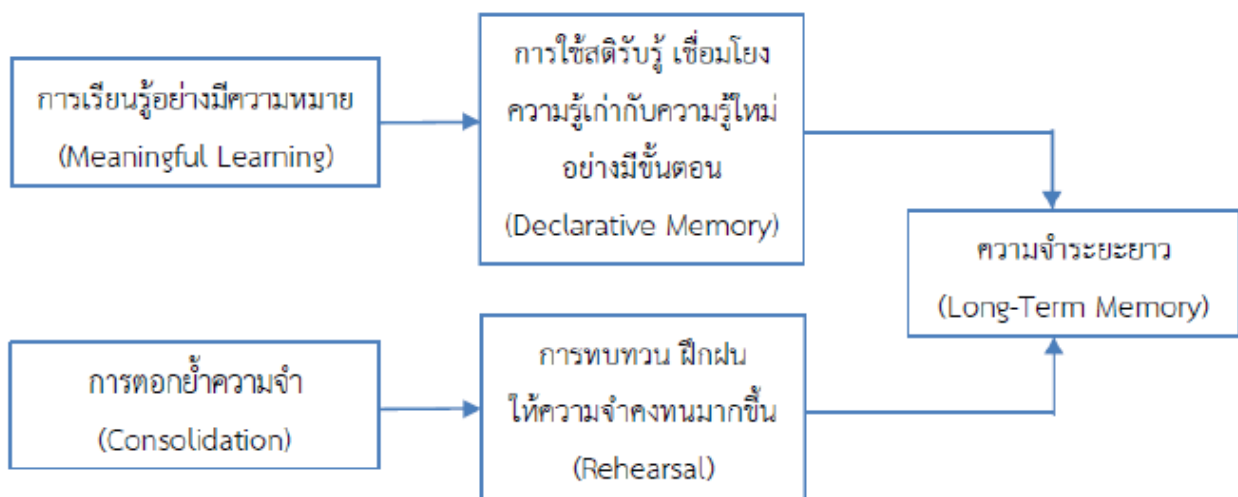 การเรียนรู้อย่างมีความหมาย
(Meaningful Learning)
การใช้สติรับรู้ เชื่อมโยง
ความรู้เก่ากับความรู้ใหม่
อย่างมีขั้นตอน
(Declarative Memory)
ความจำระยะยาว
(Long-Term Memory)
การตอกย้ำความจำ
(Consolidation)
การทบทวน ฝึกฝน
ให้ความจำคงทนมากขึ้น
(Rehearsal)